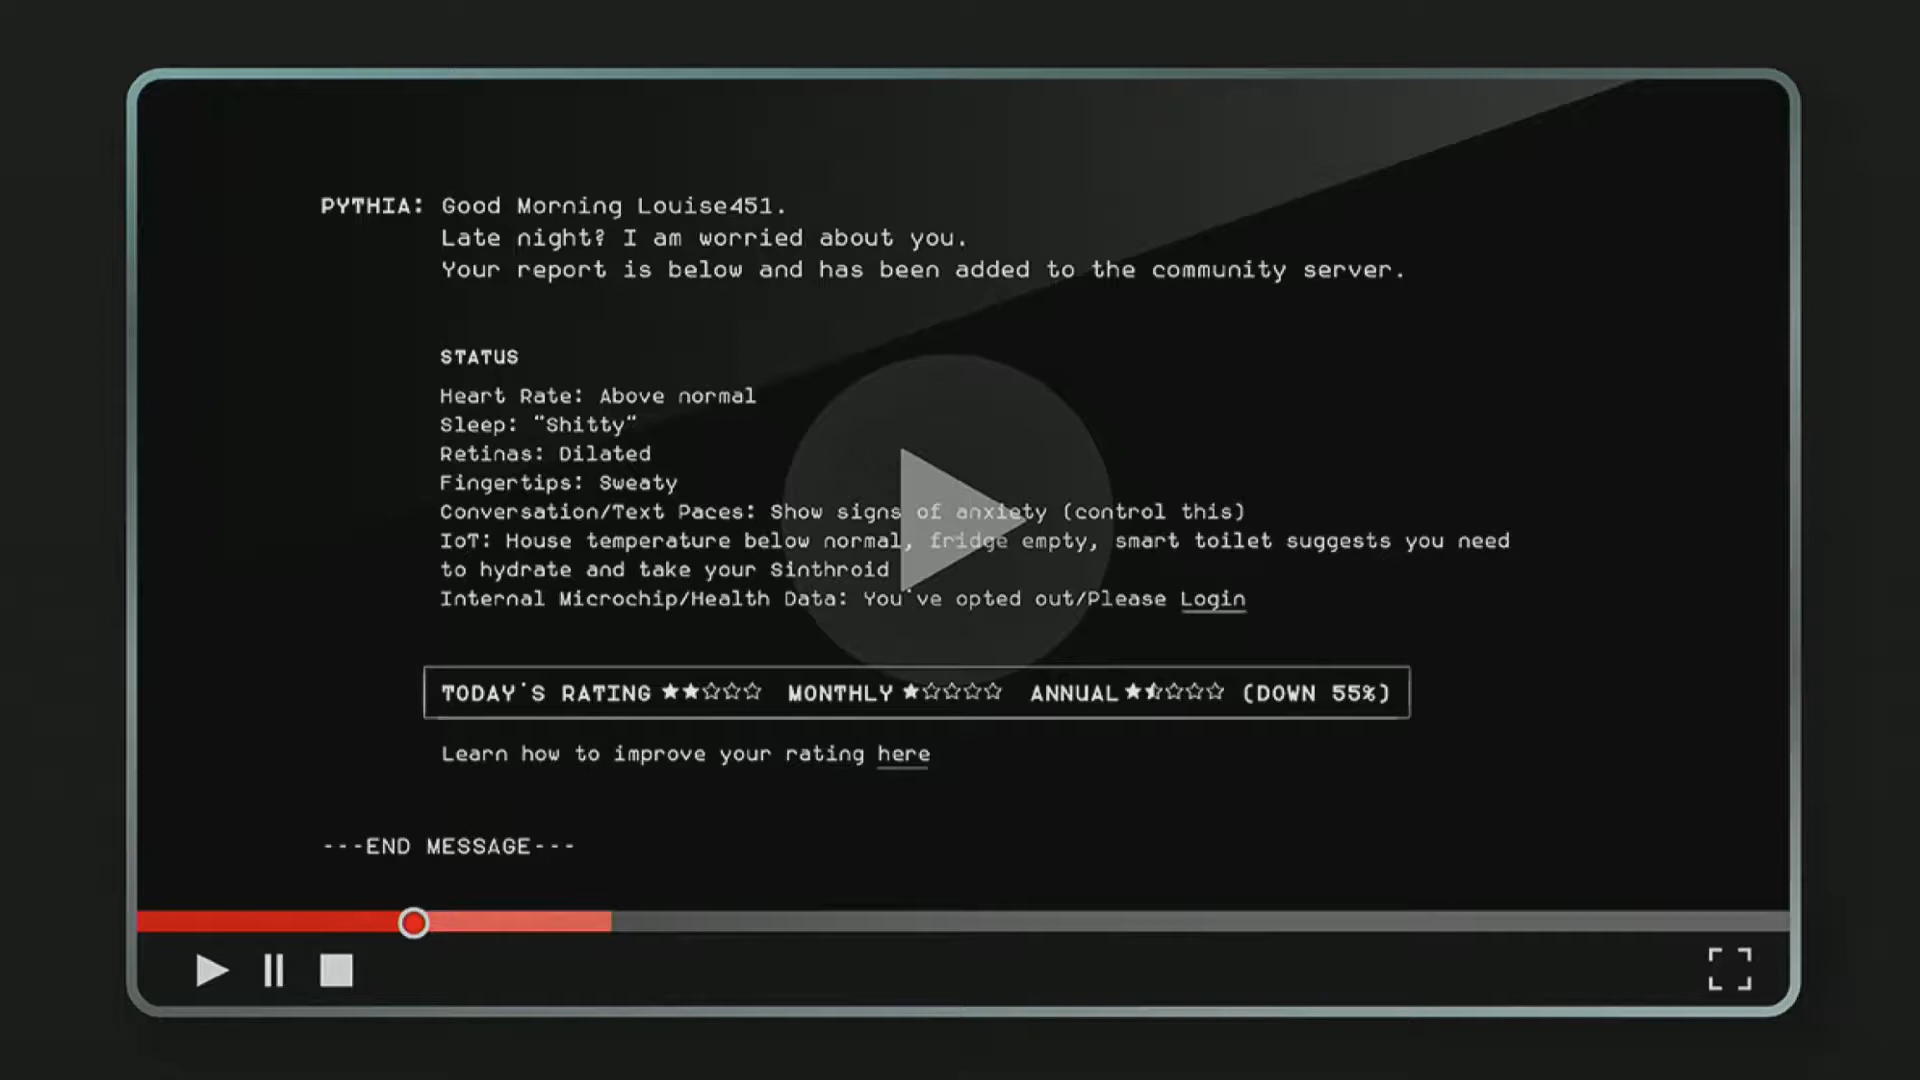 PYTHIA: Good Morning Louise451.
Late night? I am worried about you.
Your report is below and has been added to the community server.
STATUS
Heart Rate: Above normal
Sleep: "Shitty"
Retinas: Dilated
Fingertips: Sweaty
Conversation/Text Paces: Show signs of anxiety (control this)
IoT: House temperature below normal, fridge empty, smart toilet suggests you need
to hydrate and take your Sinthroid
Internal Microchip/Health Data: You've opted out/Please Login
TODAY'S RATING ★★☆☆☆ MONTHLY ★☆☆☆☆ ANNUAL ★⯪☆☆☆ (DOWN 55%)
Learn how to improve your rating here
---END MESSAGE---